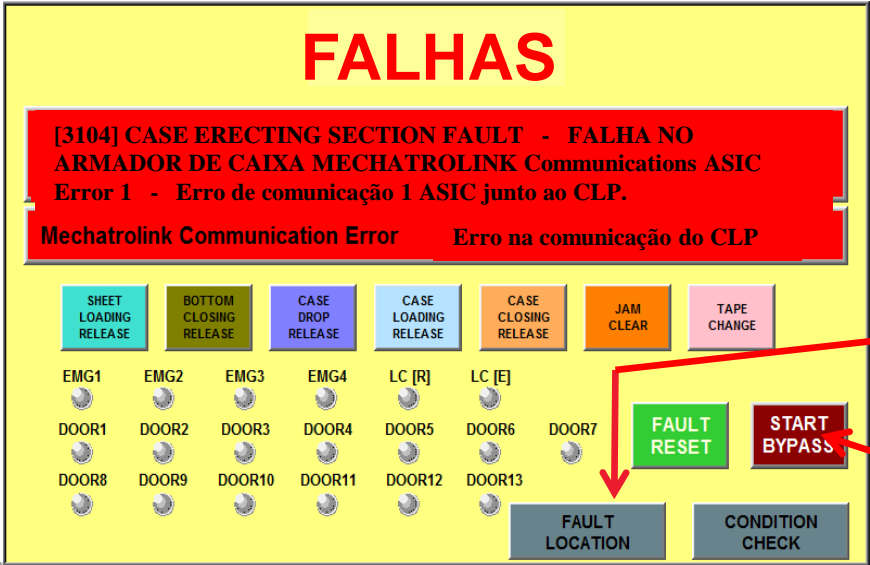 FALHAS
[3104] CASE ERECTING SECTION FAULT - FALHA NO
ARMADOR DE CAIXA MECHATROLINK Communications ASIC
Error 1 - Erro de comunicação 1 ASIC junto ao CLP.
Mechatrolink Communication Error Erro na comunicação do CLP
SHEET
LOADING
RELEASE
BOTTOM
CLOSING
RELEASE
CASE
DROP
RELEASE
CASE
LOADING
RELEASE
CASE
CLOSING
RELEASE
JAM
CLEAR
TAPE
CHANGE
EMG1 EMG2 EMG3 EMG4 LC [R] LC [E]
DOOR1 DOOR2 DOOR3 DOOR4 DOOR5 DOOR6 DOOR7
DOOR8 DOOR9 DOOR10 DOOR11 DOOR12 DOOR13
FAULT
RESET
START
BYPASS
FAULT
LOCATION
CONDITION
CHECK